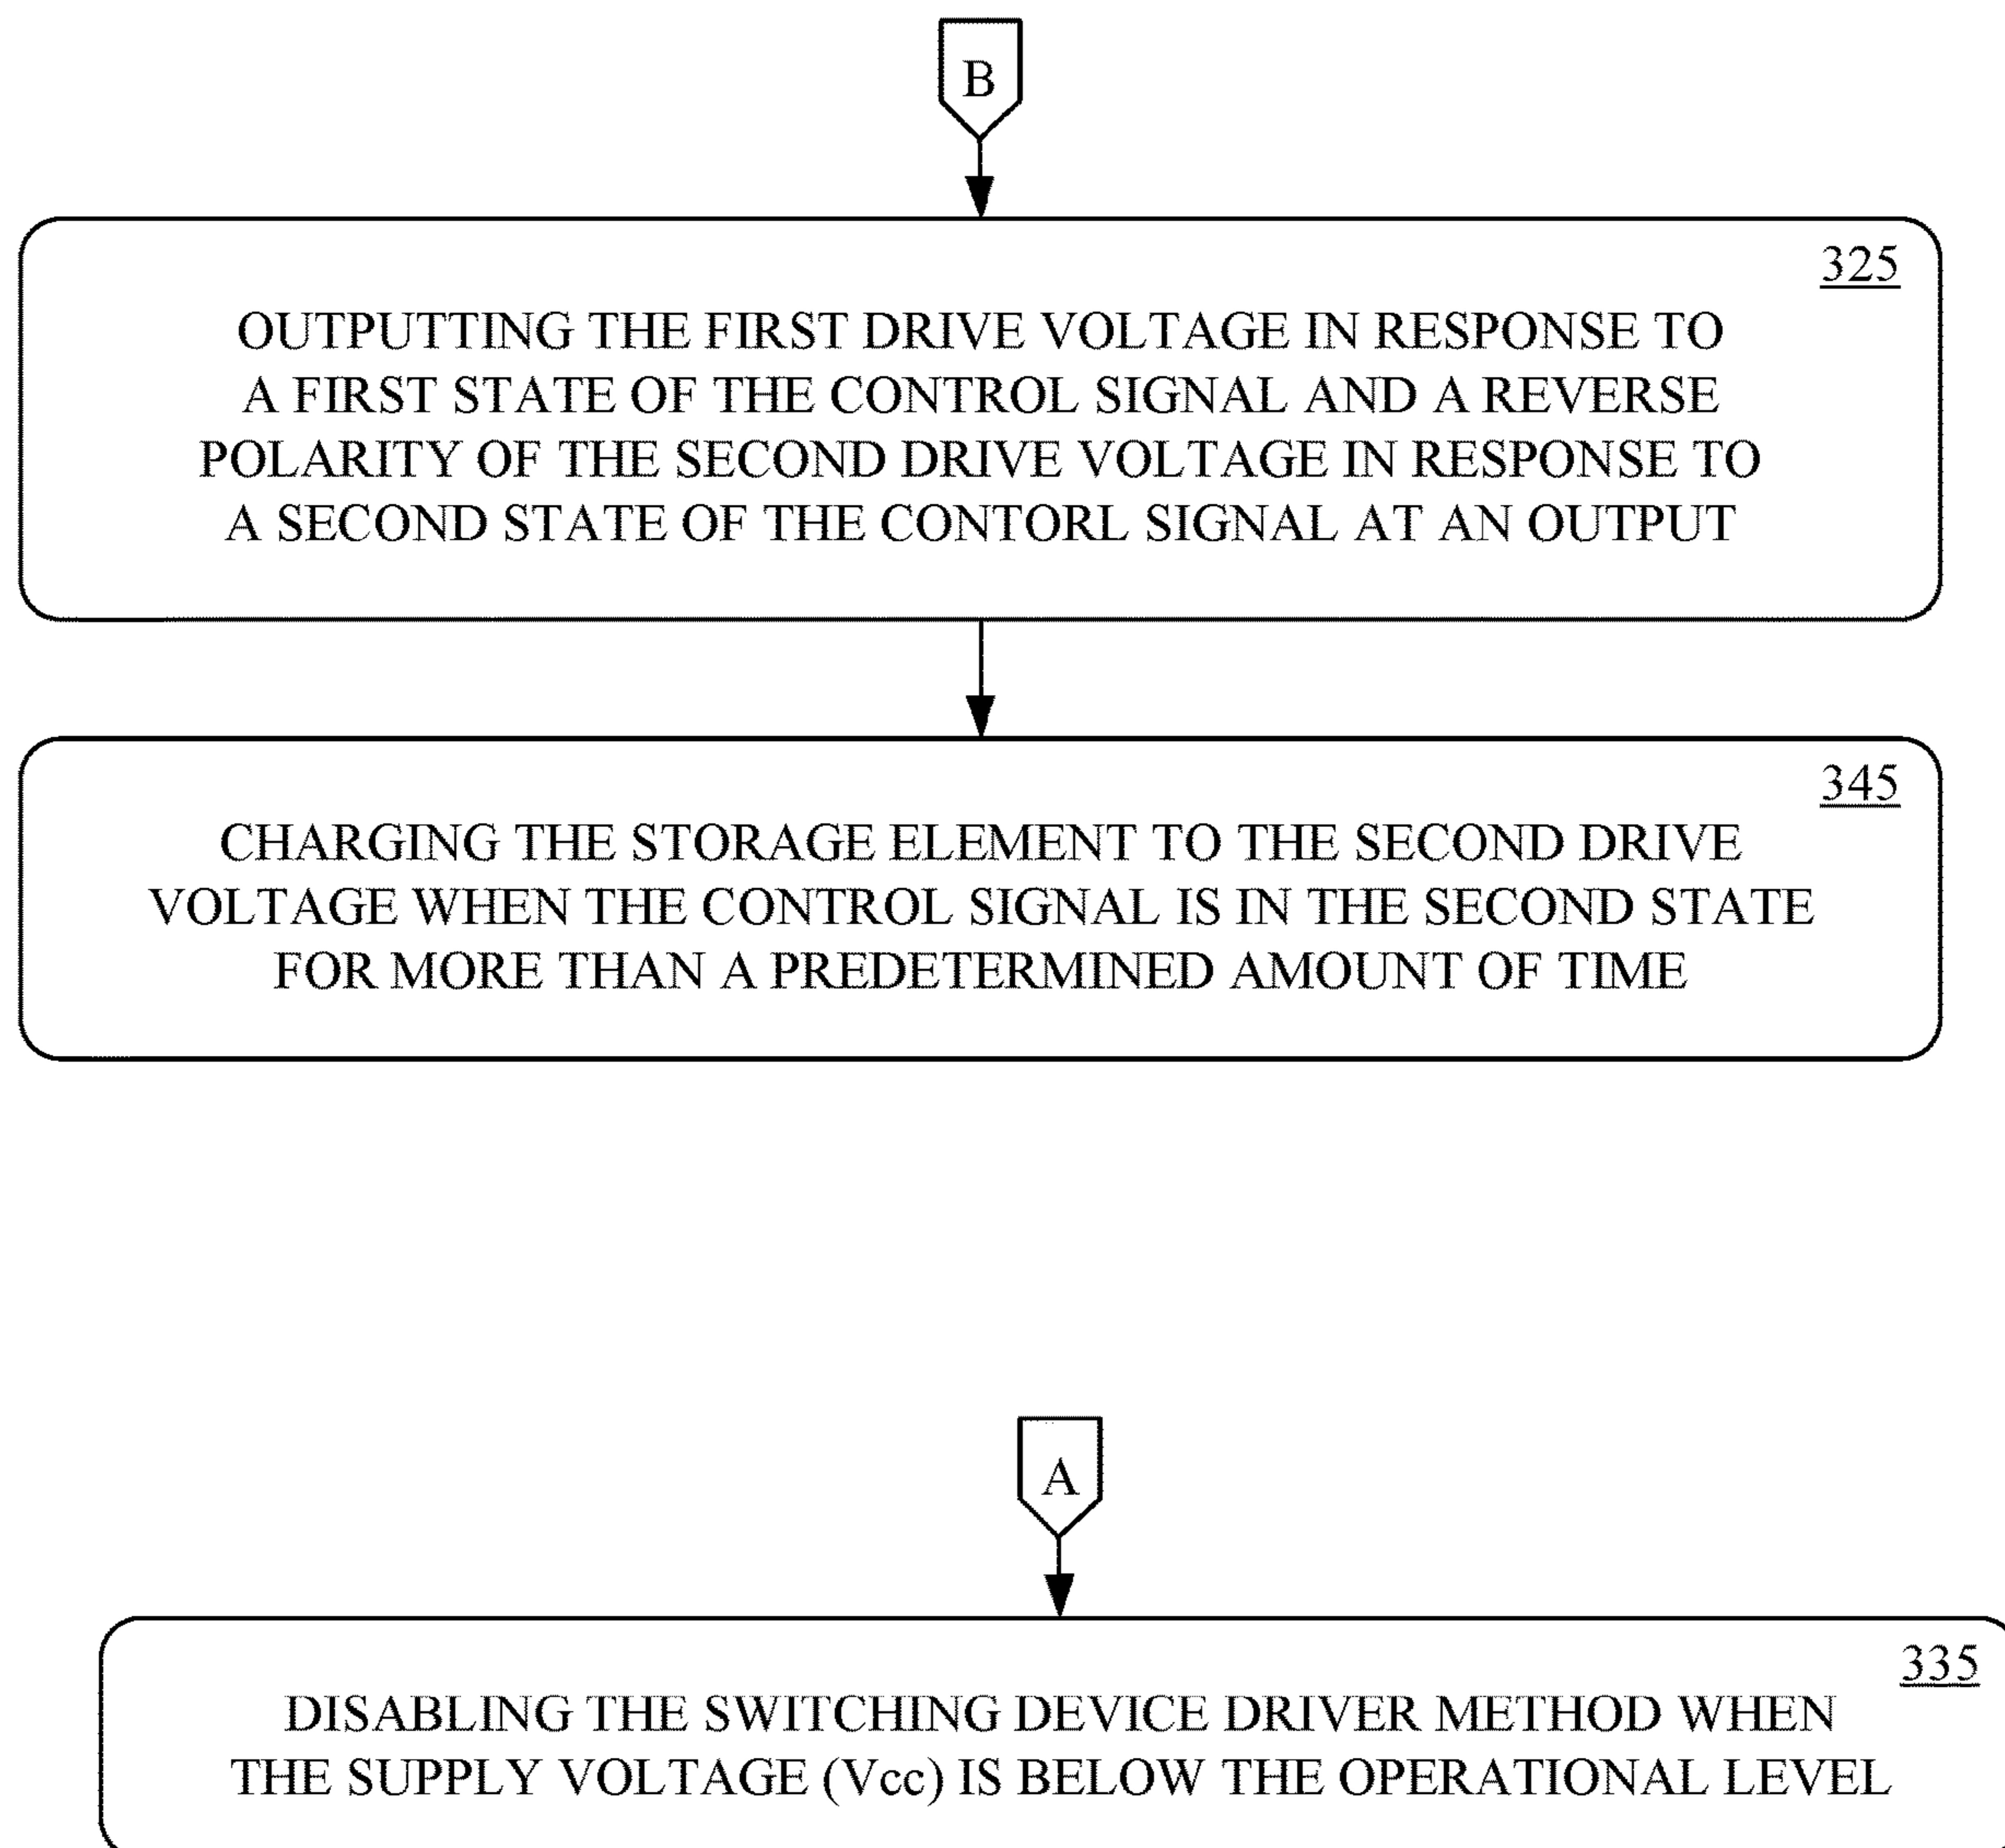 B
325
OUTPUTTING THE FIRST DRIVE VOLTAGE IN RESPONSE TO
A FIRST STATE OF THE CONTROL SIGNAL AND A REVERSE
POLARITY OF THE SECOND DRIVE VOLTAGE IN RESPONSE TO
A SECOND STATE OF THE CONTORL SIGNAL AT AN OUTPUT
345
CHARGING THE STORAGE ELEMENT TO THE SECOND DRIVE
VOLTAGE WHEN THE CONTROL SIGNAL IS IN THE SECOND STATE
FOR MORE THAN A PREDETERMINED AMOUNT OF TIME
A
335
DISABLING THE SWITCHING DEVICE DRIVER METHOD WHEN
THE SUPPLY VOLTAGE (Vcc) IS BELOW THE OPERATIONAL LEVEL